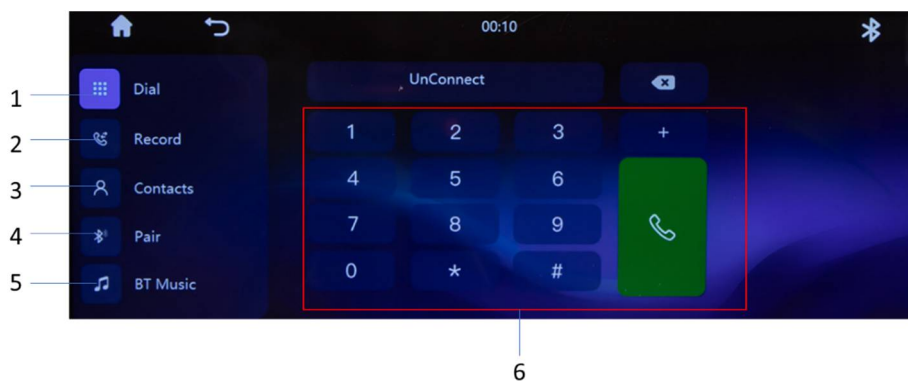 00:10
UnConnect
1 Dial
2 Record
3 Contacts
4 Pair
5 BT Music
1 2 3 +
4 5 6
7 8 9
0 * #
6